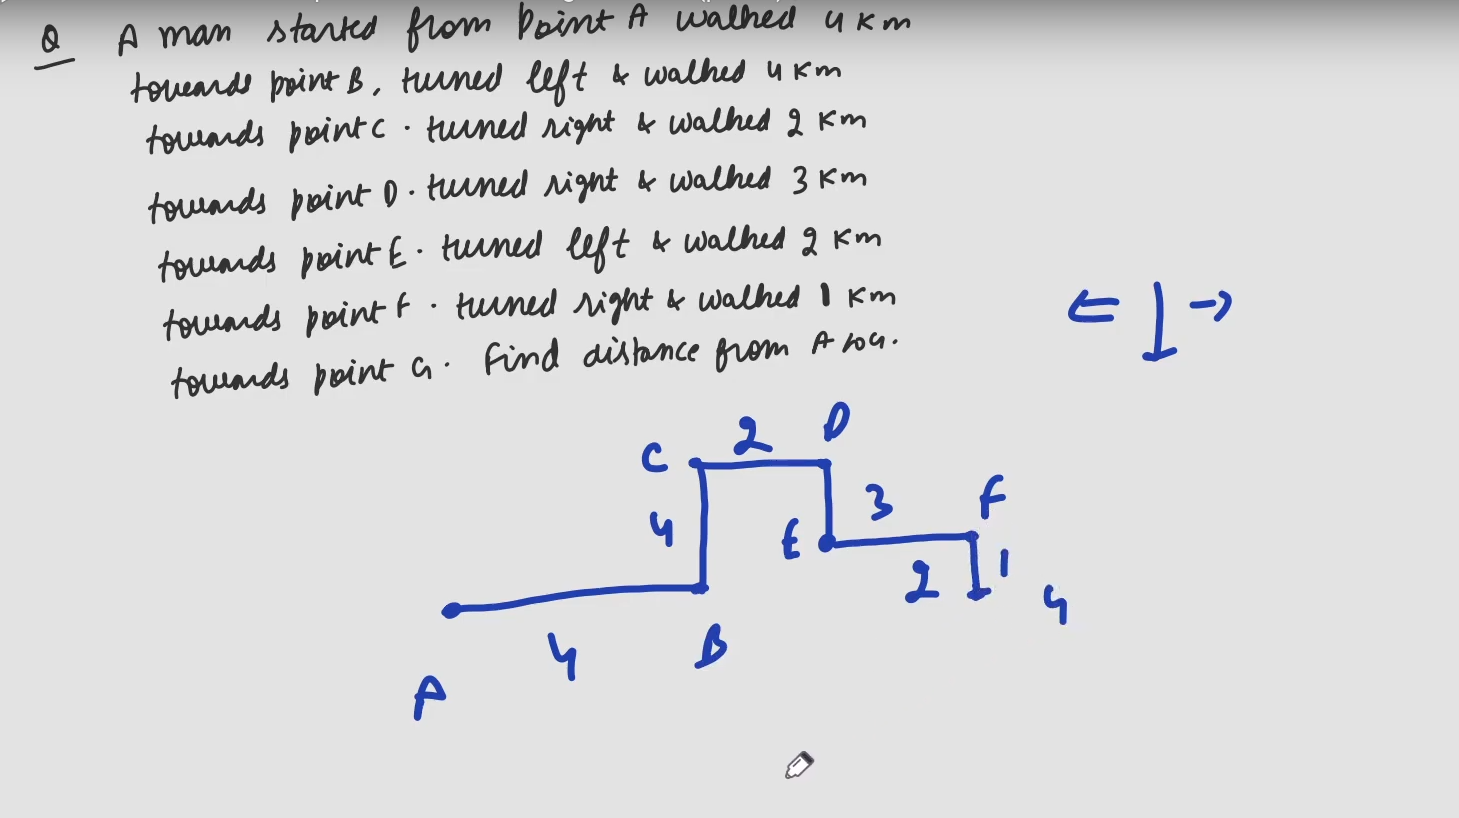 Q A man started from Point A walked 4 Km
towards point B, turned left & walked 4 Km
towards point C. turned right & walked 2 Km
towards point D. turned right & walked 3 Km
towards point E. turned left & walked 2 Km
towards point F. turned right & walked 1 Km
towards point G. Find distance from A to G.
C 2 D
4 E 3 F
2 1 G
4 B
A